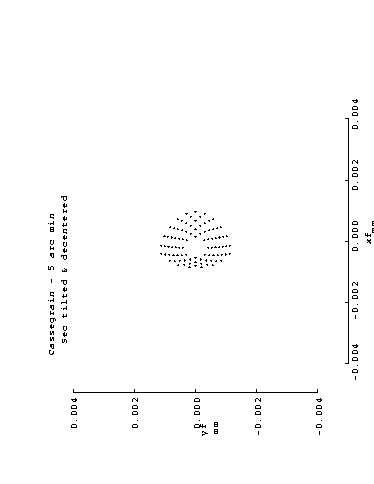 Cassegrain - 5 arc min
Sec tilted & decentered
0.004
0.002
0.000
-0.002
-0.004
xf
mm
0.004
0.002
0.000
-0.002
-0.004
yf
mm